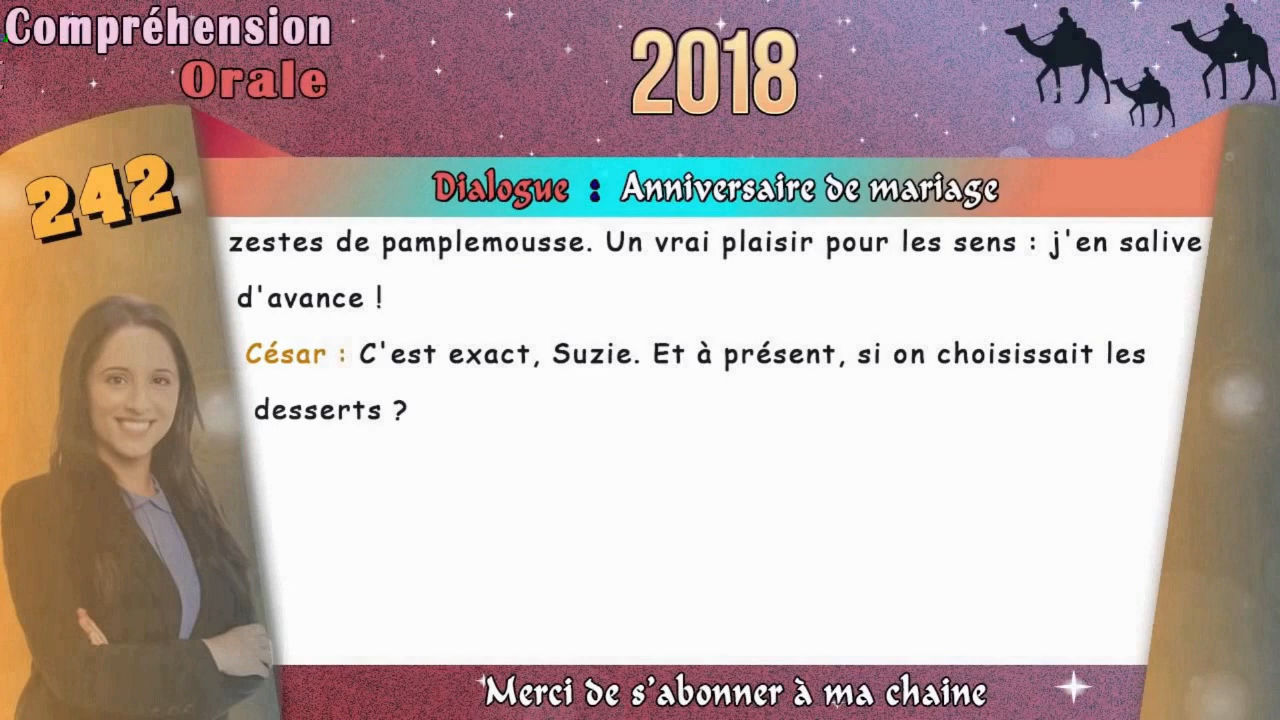 Compréhension
Orale
2018
242
Dialogue : Anniversaire de mariage
zestes de pamplemousse. Un vrai plaisir pour les sens : j'en salive
d'avance !
César : C'est exact, Suzie. Et à présent, si on choisissait les
desserts ?
Merci de s'abonner à ma chaine